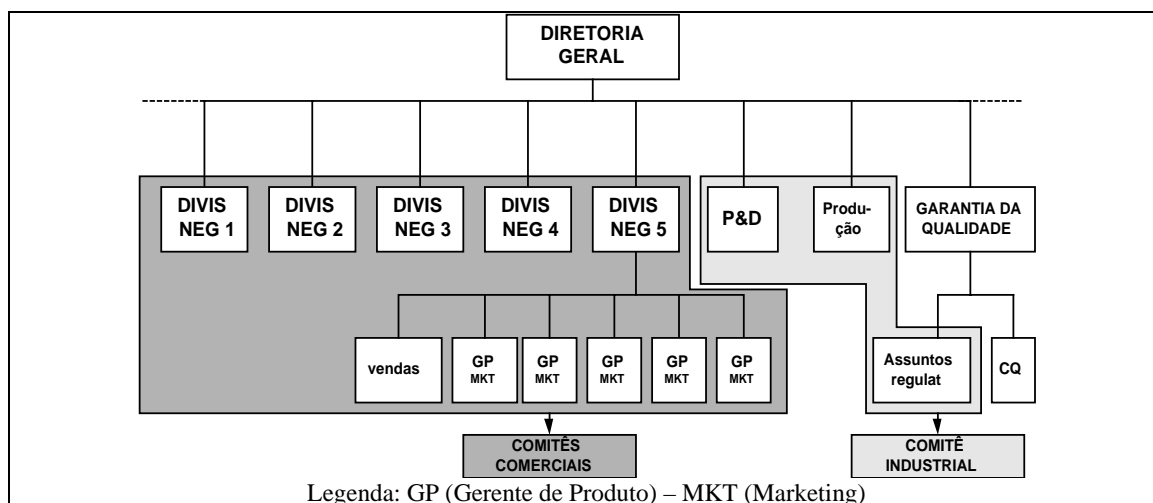 DIRETORIA
GERAL
DIVIS
NEG 1
DIVIS
NEG 2
DIVIS
NEG 3
DIVIS
NEG 4
DIVIS
NEG 5
P&D
Produ-
ção
GARANTIA DA
QUALIDADE
vendas
GP
MKT
GP
MKT
GP
MKT
GP
MKT
GP
MKT
Assuntos
regulat
CQ
COMITÊS
COMERCIAIS
COMITÊ
INDUSTRIAL
Legenda: GP (Gerente de Produto) – MKT (Marketing)